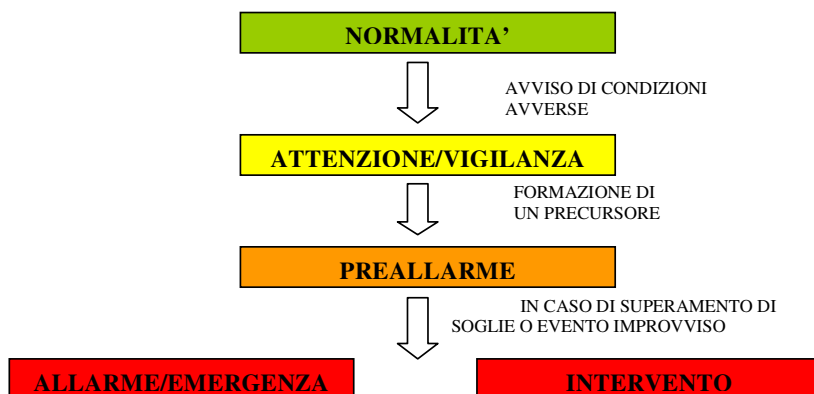 NORMALITA’
AVVISO DI CONDIZIONI
AVVERSE
ATTENZIONE/VIGILANZA
FORMAZIONE DI
UN PRECURSORE
PREALLARME
IN CASO DI SUPERAMENTO DI
SOGLIE O EVENTO IMPROVVISO
ALLARME/EMERGENZA
INTERVENTO